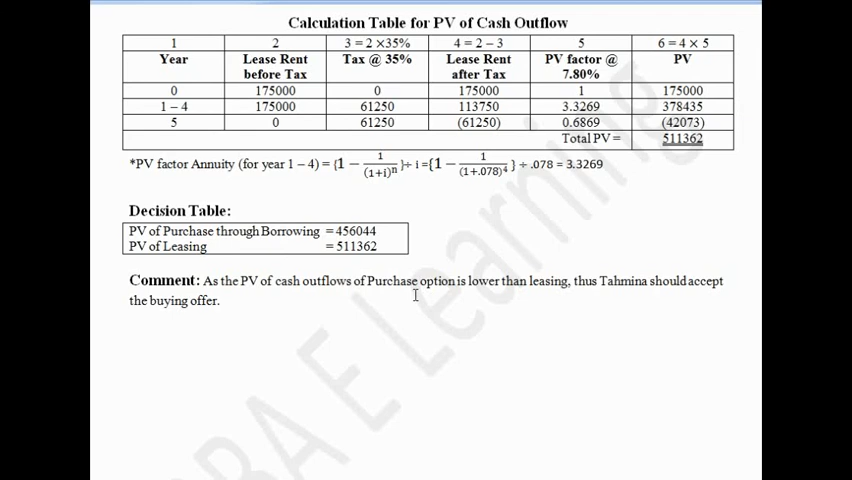 Calculation Table for PV of Cash Outflow
1 2 3 = 2 ×35% 4 = 2 – 3 5 6 = 4 × 5
Year Lease Rent before Tax Tax @ 35% Lease Rent after Tax PV factor @ 7.80% PV
0 175000 0 175000 1 175000
1 – 4 175000 61250 113750 3.3269 378435
5 0 61250 (61250) 0.6869 (42073)
Total PV = 511362
*PV factor Annuity (for year 1 – 4) = {1 − 1/(1+i)^n}÷ i ={1 − 1/(1+.078)^4} ÷ .078 = 3.3269
Decision Table:
PV of Purchase through Borrowing = 456044
PV of Leasing = 511362
Comment: As the PV of cash outflows of Purchase option is lower than leasing, thus Tahmina should accept
the buying offer.
BA E Learning